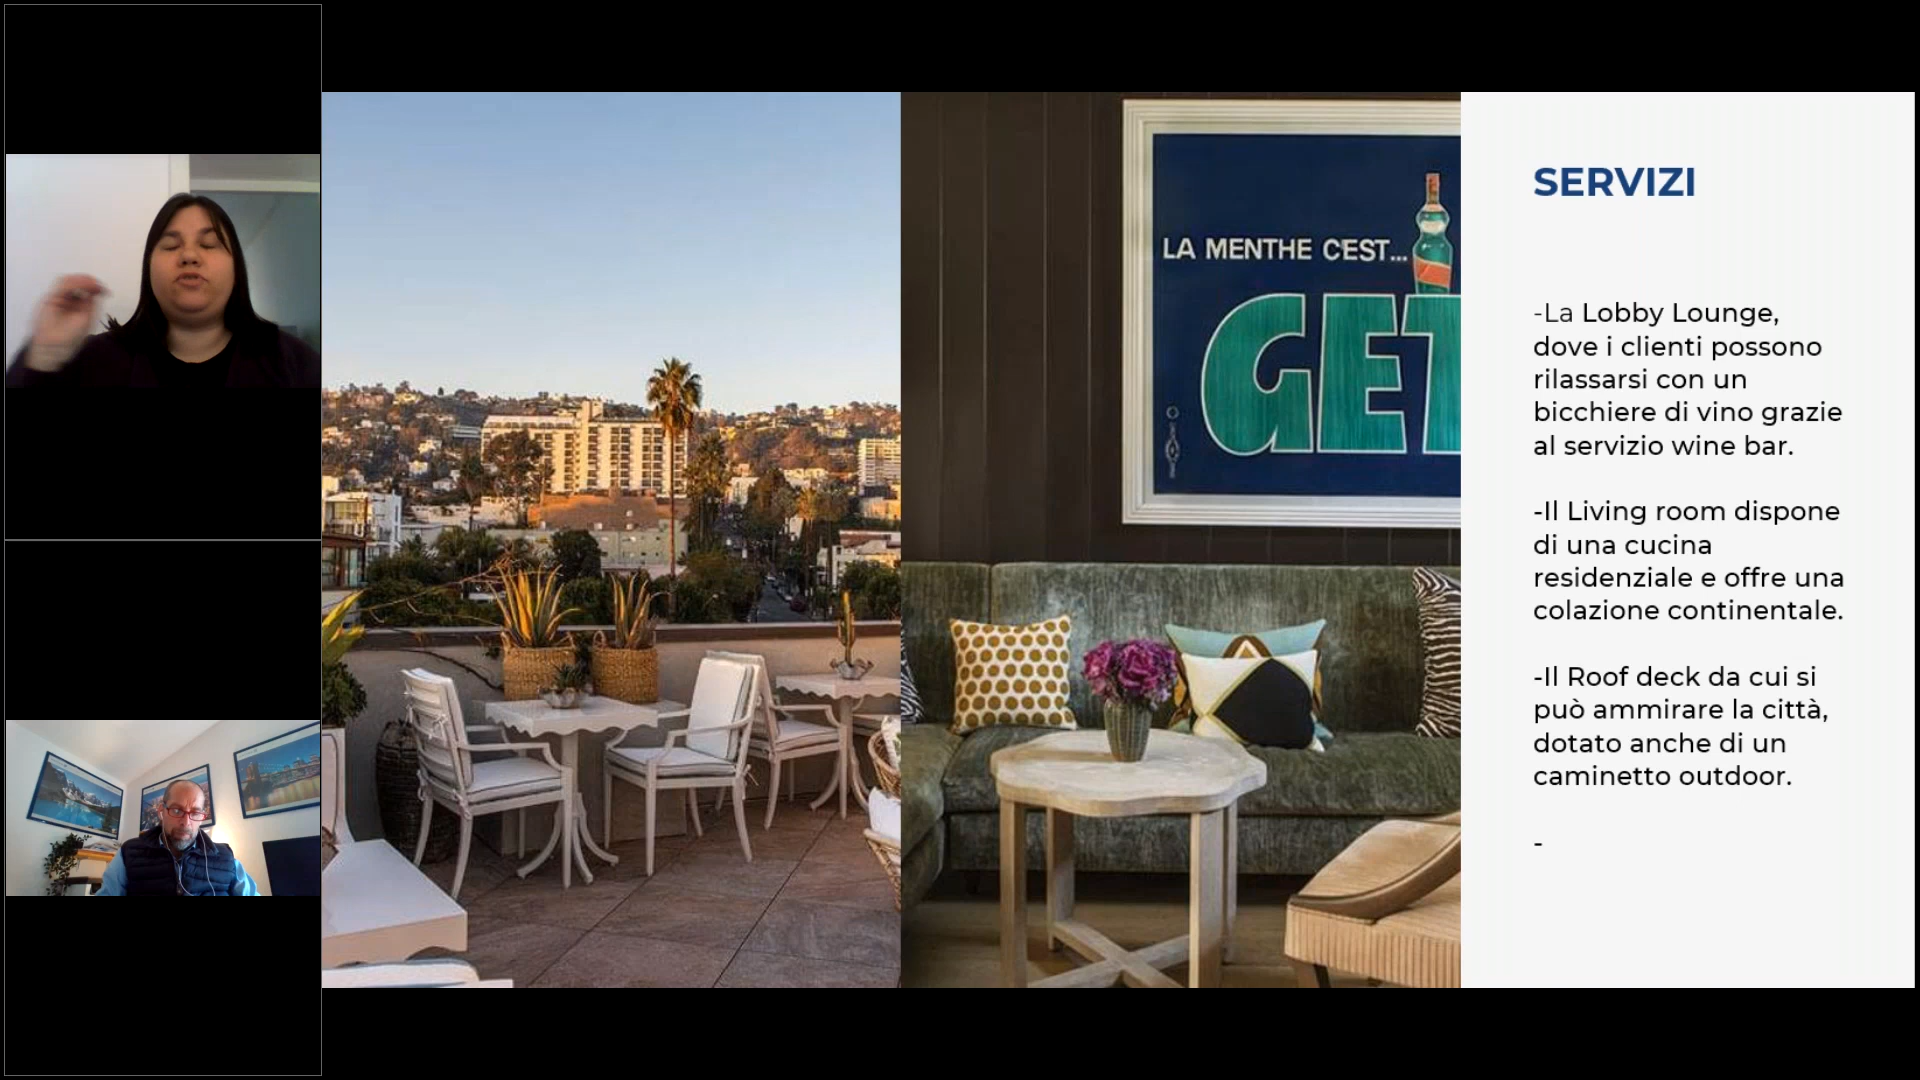 LA MENTHE C'EST...
GET
SERVIZI
-La Lobby Lounge,
dove i clienti possono
rilassarsi con un
bicchiere di vino grazie
al servizio wine bar.
-Il Living room dispone
di una cucina
residenziale e offre una
colazione continentale.
-Il Roof deck da cui si
può ammirare la città,
dotato anche di un
caminetto outdoor.
-